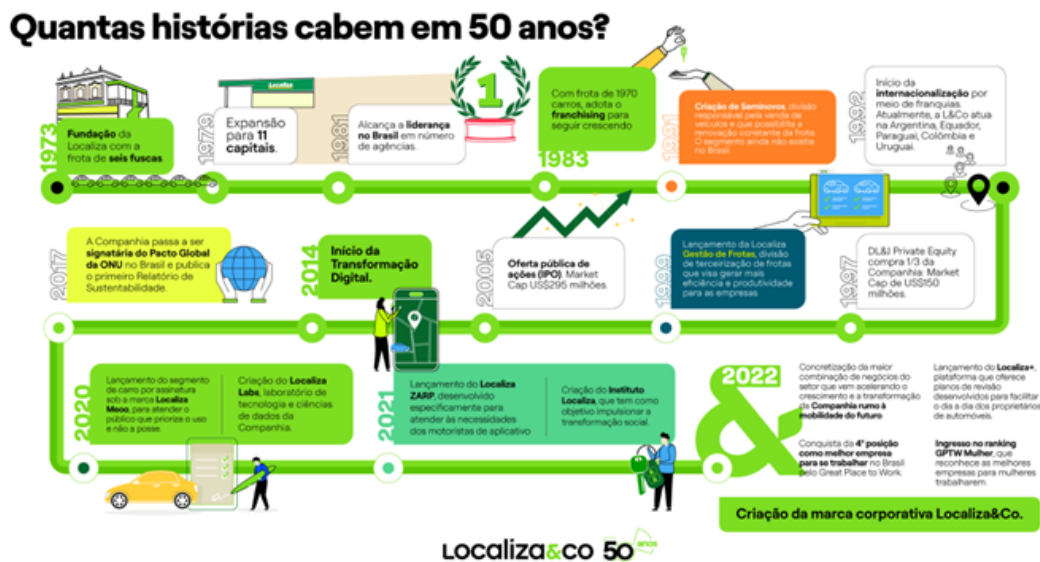 Quantas histórias cabem em 50 anos?
1973
Fundação da
Localiza com a
frota de seis fuscas.
Localiza
1979
Expansão
para 11
capitais.
1981
Alcança a liderança
no Brasil em número
de agências.
1
Com frota de 1970
carros, adota o
franchising para
seguir crescendo
1983
1991
Criação de Seminovos, divisão
responsável pela venda de
veículos e que possibilita a
renovação constante da frota.
O segmento ainda não existia
no Brasil.
1992
Início da
internacionalização por
meio de franquias.
Atualmente, a L&Co atua
na Argentina, Equador,
Paraguai, Colômbia e
Uruguai.
2017
A Companhia passa a ser
signatária do Pacto Global
da ONU no Brasil e publica
o primeiro Relatório de
Sustentabilidade.
2014
Início da
Transformação
Digital.
2005
Oferta pública de
ações (IPO). Market
Cap US$295 milhões.
1999
Lançamento da Localiza
Gestão de Frotas, divisão
de terceirização de frotas
que visa gerar mais
eficiência e produtividade
para as empresas.
1997
DL&J Private Equity
compra 1/3 da
Companhia: Market
Cap de US$150
milhões.
2020
Lançamento do segmento
de carro por assinatura
sob a marca Localiza
Meoo, para atender o
público que prioriza o uso
e não a posse.
Criação do Localiza
Labs, laboratório de
tecnologia e ciências
de dados da
Companhia.
2021
Lançamento do Localiza
ZARP, desenvolvido
especificamente para
atender às necessidades
dos motoristas de aplicativo
Criação do Instituto
Localiza, que tem como
objetivo impulsionar a
transformação social.
&
2022
Concretização da maior
combinação de negócios do
setor que vem acelerando o
crescimento e a transformação
da Companhia rumo à
mobilidade do futuro.
Lançamento do Localiza+,
plataforma que oferece
planos de revisão
desenvolvidos para facilitar
o dia a dia dos proprietários
de automóveis.
Conquista da 4ª posição
como melhor empresa
para se trabalhar no Brasil
pelo Great Place to Work.
Ingresso no ranking
GPTW Mulher, que
reconhece as melhores
empresas para mulheres
trabalharem.
Criação da marca corporativa Localiza&Co.
Localiza&co 50 anos